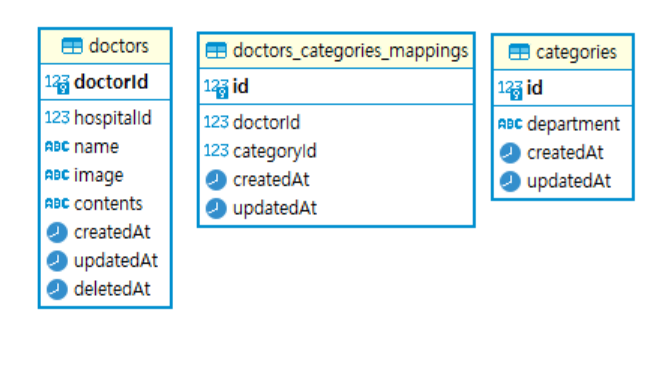 doctors
123 doctorId
123 hospitalId
ABC name
ABC image
ABC contents
createdAt
updatedAt
deletedAt
doctors_categories_mappings
123 id
123 doctorId
123 categoryId
createdAt
updatedAt
categories
123 id
ABC department
createdAt
updatedAt